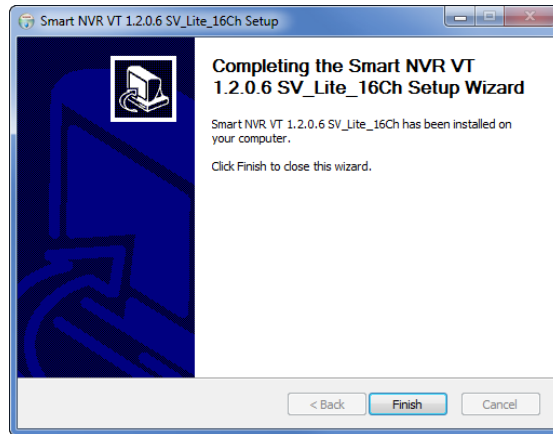 Smart NVR VT 1.2.0.6 SV_Lite_16Ch Setup
Completing the Smart NVR VT
1.2.0.6 SV_Lite_16Ch Setup Wizard
Smart NVR VT 1.2.0.6 SV_Lite_16Ch has been installed on
your computer.
Click Finish to close this wizard.
< Back Finish Cancel